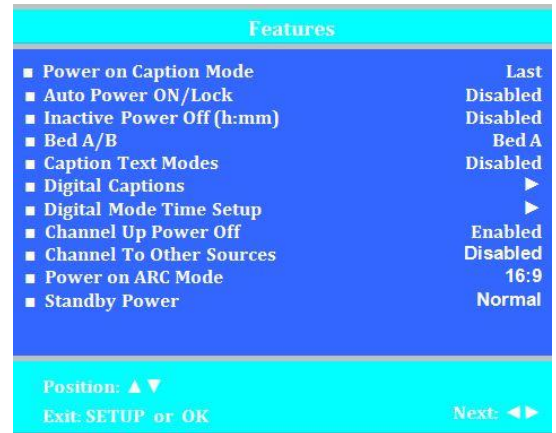 Features
■ Power on Caption Mode Last
■ Auto Power ON/Lock Disabled
■ Inactive Power Off (h:mm) Disabled
■ Bed A/B Bed A
■ Caption Text Modes Disabled
■ Digital Captions ►
■ Digital Mode Time Setup ►
■ Channel Up Power Off Enabled
■ Channel To Other Sources Disabled
■ Power on ARC Mode 16:9
■ Standby Power Normal
Position: ▲▼
Exit: SETUP or OK Next: ◄►